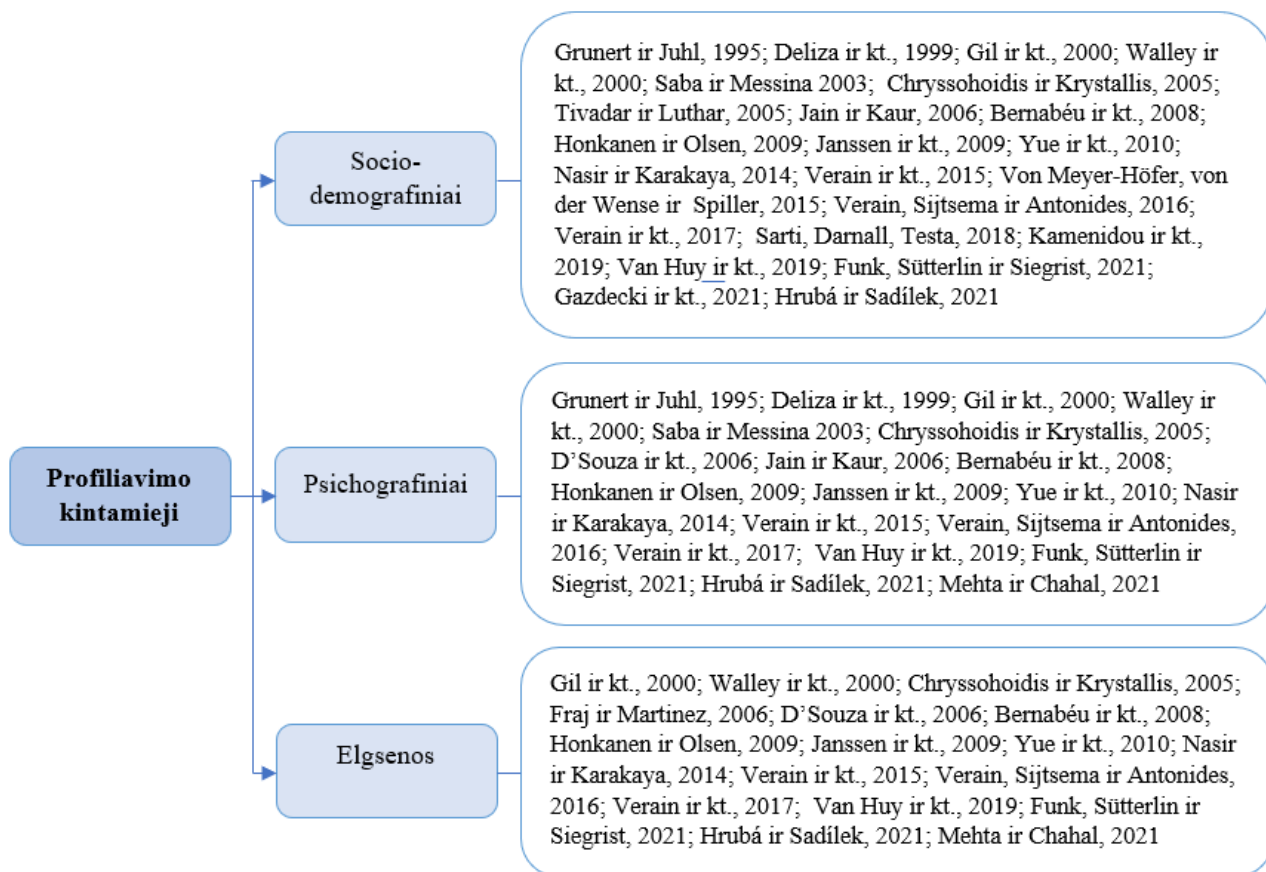 Profiliavimo
kintamieji
Socio-
demografiniai
Grunert ir Juhl, 1995; Deliza ir kt., 1999; Gil ir kt., 2000; Walley ir
kt., 2000; Saba ir Messina 2003; Chryssohoidis ir Krystallis, 2005;
Tivadar ir Luthar, 2005; Jain ir Kaur, 2006; Bernabéu ir kt., 2008;
Honkanen ir Olsen, 2009; Janssen ir kt., 2009; Yue ir kt., 2010;
Nasir ir Karakaya, 2014; Verain ir kt., 2015; Von Meyer-Höfer, von
der Wense ir Spiller, 2015; Verain, Sijtsema ir Antonides, 2016;
Verain ir kt., 2017; Sarti, Darnall, Testa, 2018; Kamenidou ir kt.,
2019; Van Huy ir kt., 2019; Funk, Sütterlin ir Siegrist, 2021;
Gazdecki ir kt., 2021; Hrubá ir Sadílek, 2021
Psichografiniai
Grunert ir Juhl, 1995; Deliza ir kt., 1999; Gil ir kt., 2000; Walley ir
kt., 2000; Saba ir Messina 2003; Chryssohoidis ir Krystallis, 2005;
D’Souza ir kt., 2006; Jain ir Kaur, 2006; Bernabéu ir kt., 2008;
Honkanen ir Olsen, 2009; Janssen ir kt., 2009; Yue ir kt., 2010; Nasir
ir Karakaya, 2014; Verain ir kt., 2015; Verain, Sijtsema ir Antonides,
2016; Verain ir kt., 2017; Van Huy ir kt., 2019; Funk, Sütterlin ir
Siegrist, 2021; Hrubá ir Sadílek, 2021; Mehta ir Chahal, 2021
Elgsenos
Gil ir kt., 2000; Walley ir kt., 2000; Chryssohoidis ir Krystallis, 2005;
Fraj ir Martinez, 2006; D’Souza ir kt., 2006; Bernabéu ir kt., 2008;
Honkanen ir Olsen, 2009; Janssen ir kt., 2009; Yue ir kt., 2010; Nasir
ir Karakaya, 2014; Verain ir kt., 2015; Verain, Sijtsema ir Antonides,
2016; Verain ir kt., 2017; Van Huy ir kt., 2019; Funk, Sütterlin ir
Siegrist, 2021; Hrubá ir Sadílek, 2021; Mehta ir Chahal, 2021